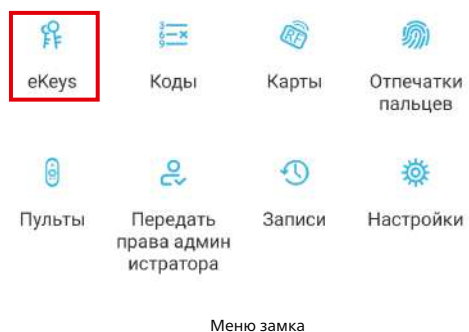 eKeys Коды Карты Отпечатки
пальцев
Пульты Передать Записи Настройки
права админ
истратора
Меню замка